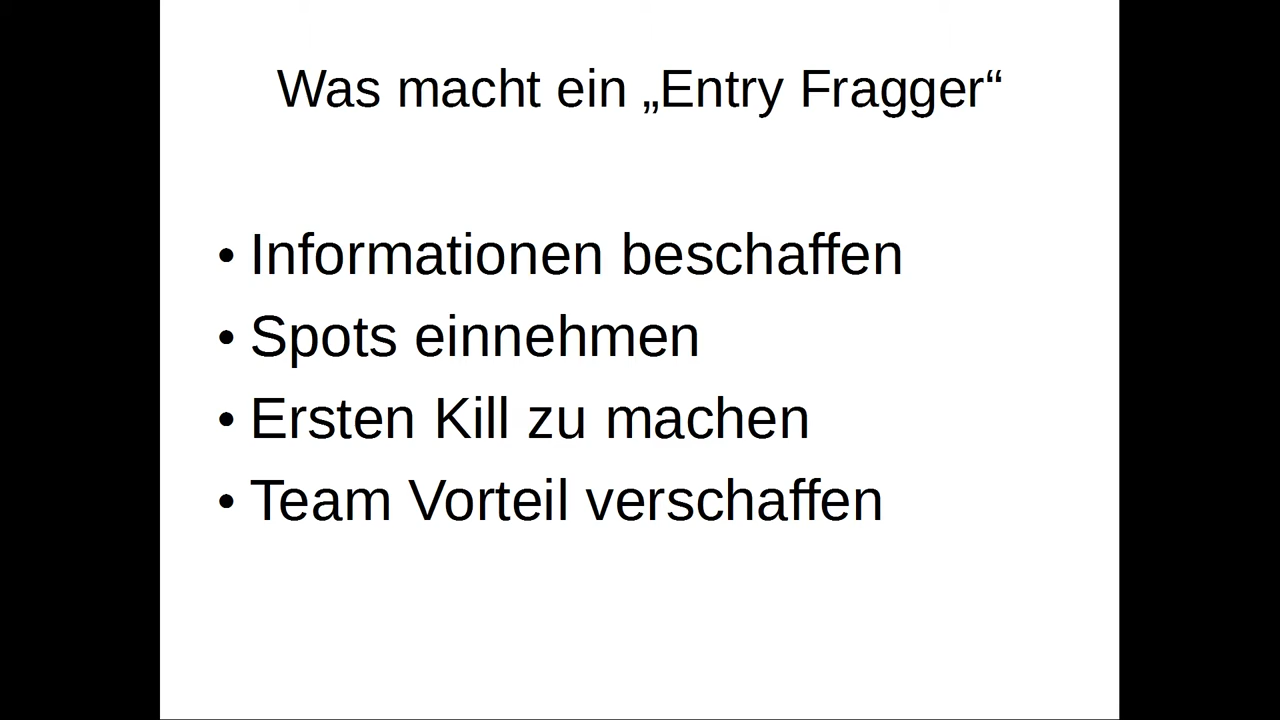 Was macht ein „Entry Fragger“
• Informationen beschaffen
• Spots einnehmen
• Ersten Kill zu machen
• Team Vorteil verschaffen